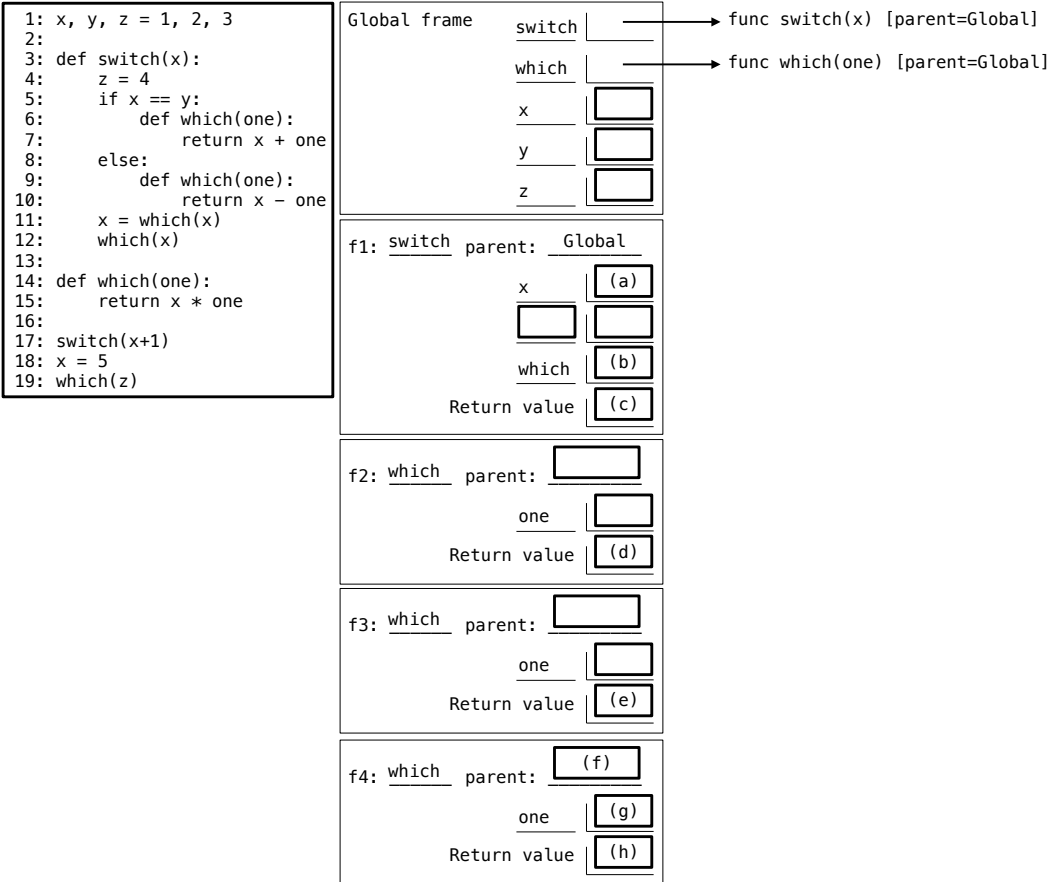 1: x, y, z = 1, 2, 3
2:
3: def switch(x):
4:     z = 4
5:     if x == y:
6:         def which(one):
7:             return x + one
8:     else:
9:         def which(one):
10:             return x − one
11:     x = which(x)
12:     which(x)
13:
14: def which(one):
15:     return x * one
16:
17: switch(x+1)
18: x = 5
19: which(z)
Global frame
switch
func switch(x) [parent=Global]
which
func which(one) [parent=Global]
x
y
z
f1: switch parent: Global
x (a)
which (b)
Return value (c)
f2: which parent:
one
Return value (d)
f3: which parent:
one
Return value (e)
f4: which parent: (f)
one (g)
Return value (h)